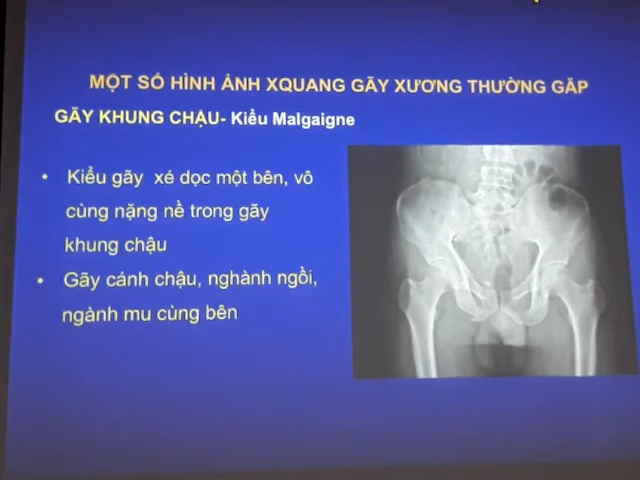 MỘT SỐ HÌNH ẢNH XQUANG GÃY XƯƠNG THƯỜNG GẶP
GÃY KHUNG CHẬU- Kiểu Malgaigne
• Kiểu gãy xé dọc một bên, vô
cùng nặng nề trong gãy
khung chậu
• Gãy cánh chậu, nghành ngồi,
ngành mu cùng bên